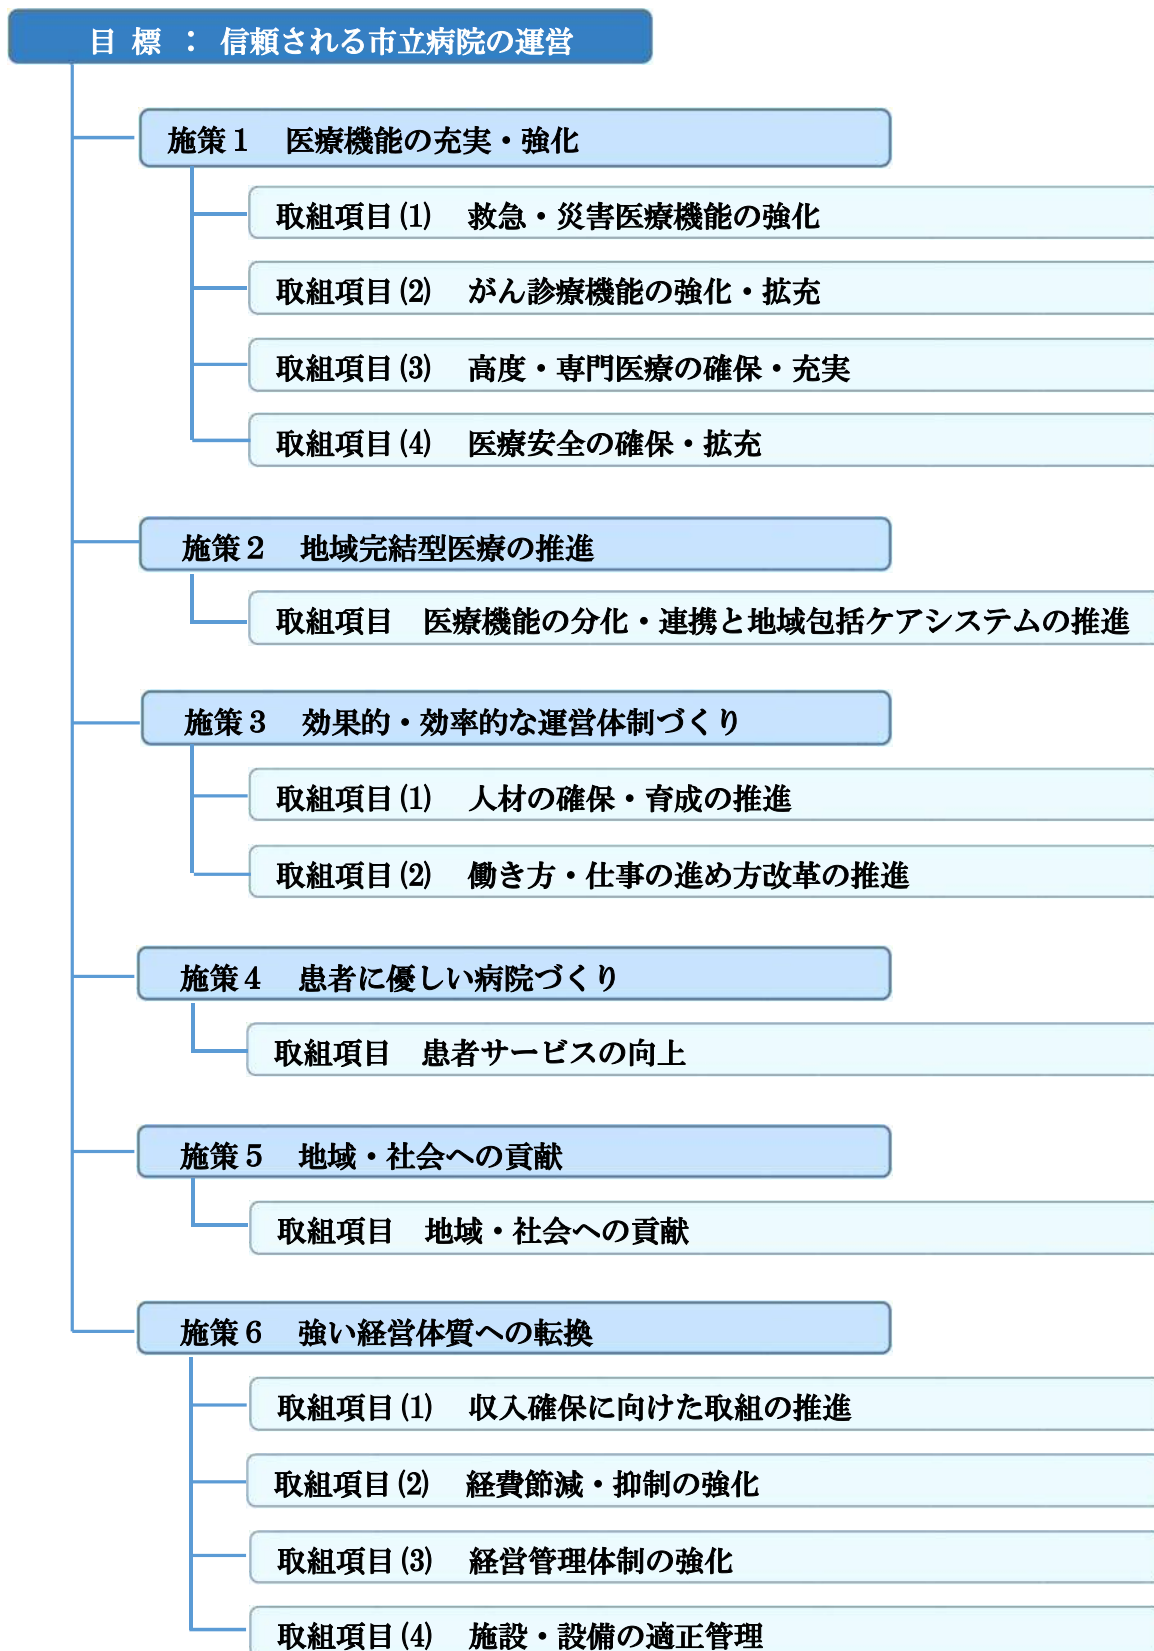 目 標 ： 信頼される市立病院の運営
施策１　医療機能の充実・強化
取組項目(1)　救急・災害医療機能の強化
取組項目(2)　がん診療機能の強化・拡充
取組項目(3)　高度・専門医療の確保・充実
取組項目(4)　医療安全の確保・拡充
施策２　地域完結型医療の推進
取組項目　医療機能の分化・連携と地域包括ケアシステムの推進
施策３　効果的・効率的な運営体制づくり
取組項目(1)　人材の確保・育成の推進
取組項目(2)　働き方・仕事の進め方改革の推進
施策４　患者に優しい病院づくり
取組項目　患者サービスの向上
施策５　地域・社会への貢献
取組項目　地域・社会への貢献
施策６　強い経営体質への転換
取組項目(1)　収入確保に向けた取組の推進
取組項目(2)　経費節減・抑制の強化
取組項目(3)　経営管理体制の強化
取組項目(4)　施設・設備の適正管理